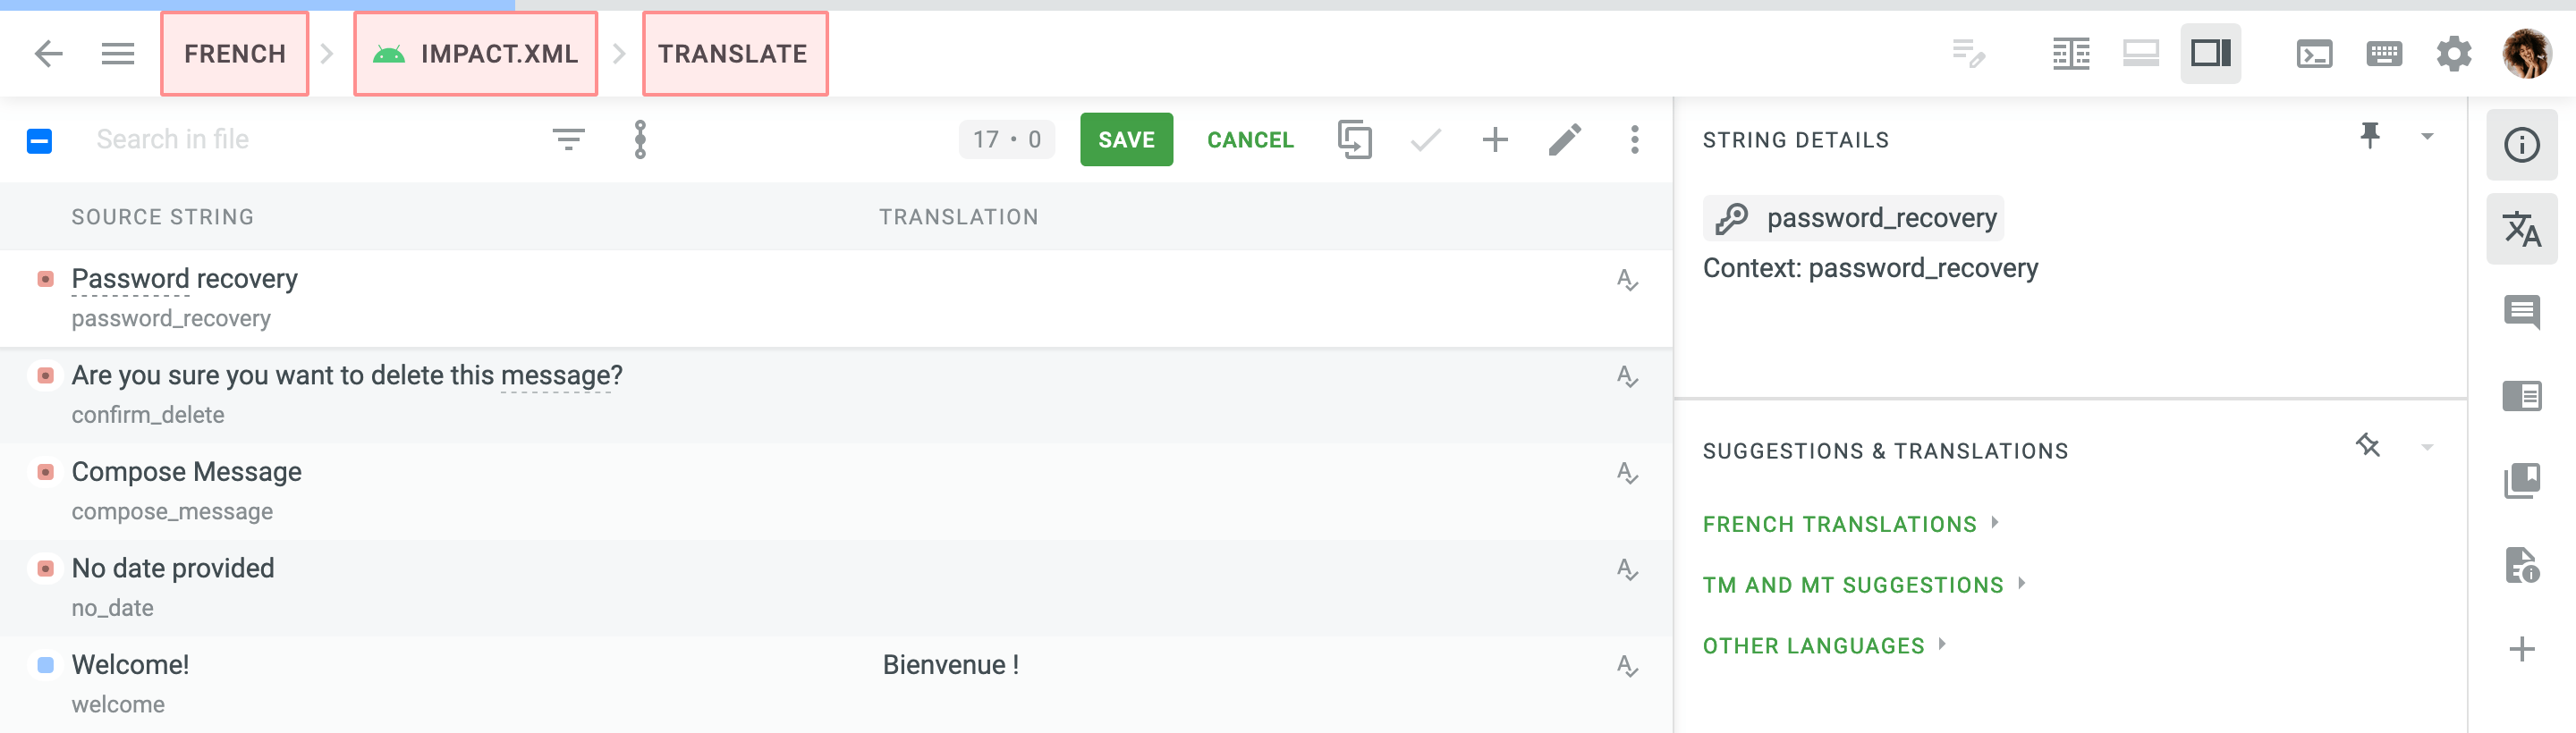 FRENCH IMPACT.XML TRANSLATE
Search in file 17 • 0 SAVE CANCEL
SOURCE STRING TRANSLATION
Password recovery
password_recovery
Are you sure you want to delete this message?
confirm_delete
Compose Message
compose_message
No date provided
no_date
Welcome! Bienvenue !
welcome
STRING DETAILS
password_recovery
Context: password_recovery
SUGGESTIONS & TRANSLATIONS
FRENCH TRANSLATIONS
TM AND MT SUGGESTIONS
OTHER LANGUAGES